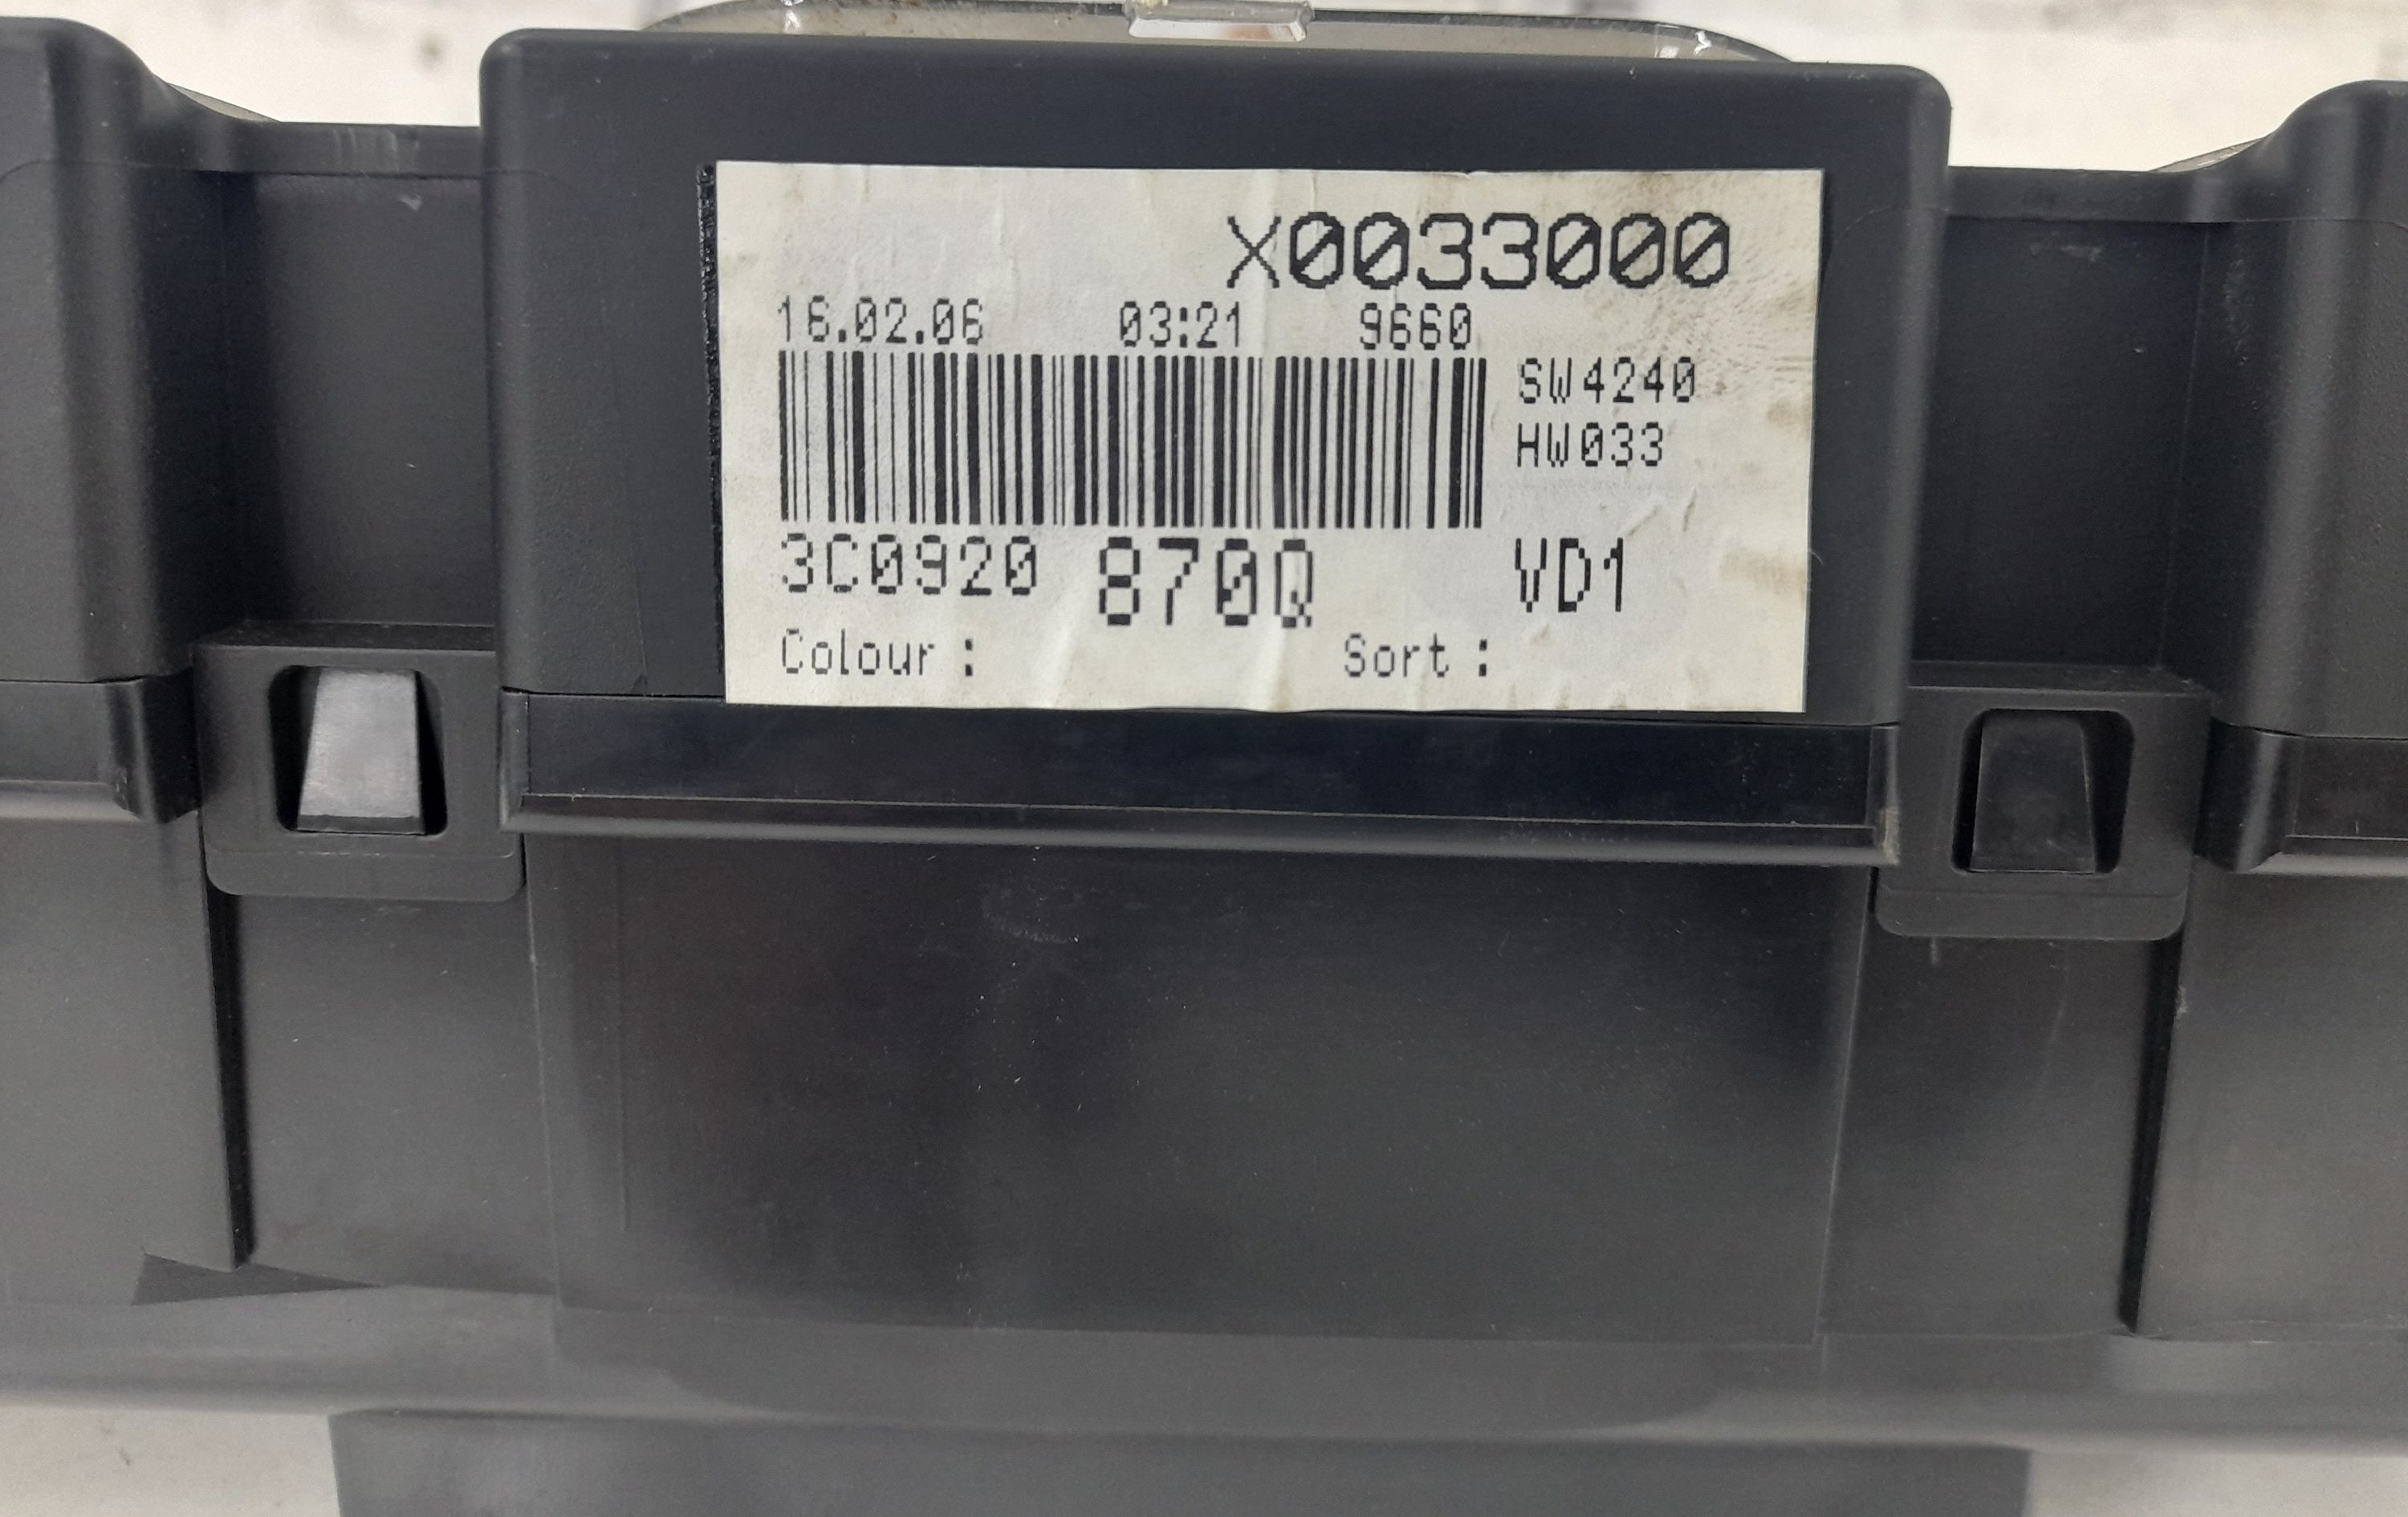 X0033000
16.02.06 03:21 9660
SW4240
HW033
3C0920 870Q VD1
Colour : Sort :